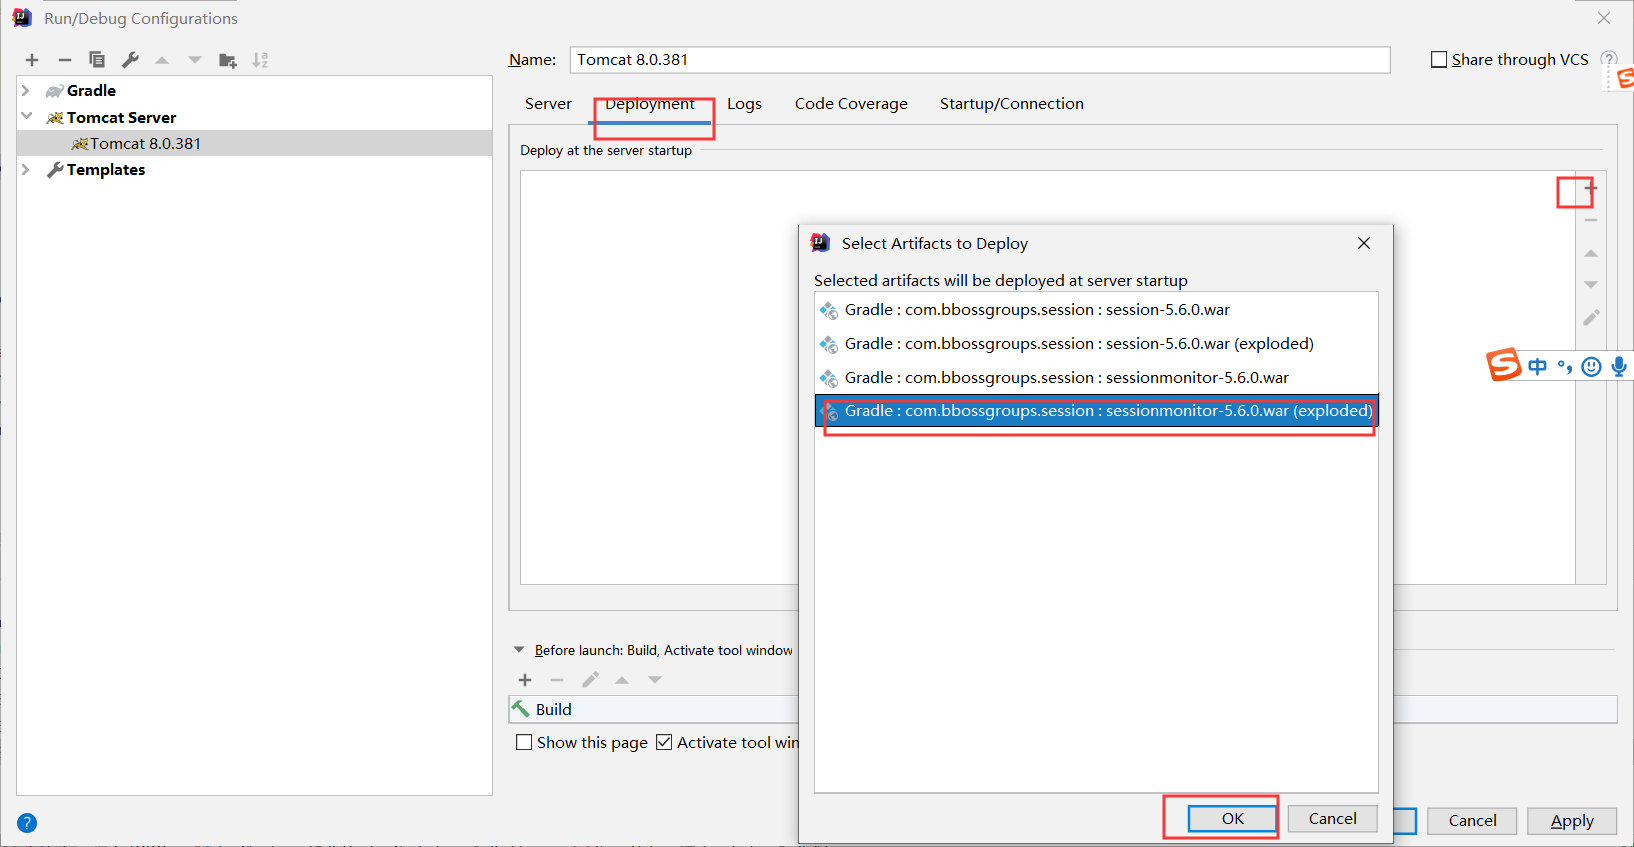 Run/Debug Configurations
Name: Tomcat 8.0.381
Share through VCS
Gradle
Tomcat Server
Tomcat 8.0.381
Templates
Server Deployment Logs Code Coverage Startup/Connection
Deploy at the server startup
Select Artifacts to Deploy
Selected artifacts will be deployed at server startup
Gradle : com.bbossgroups.session : session-5.6.0.war
Gradle : com.bbossgroups.session : session-5.6.0.war (exploded)
Gradle : com.bbossgroups.session : sessionmonitor-5.6.0.war
Gradle : com.bbossgroups.session : sessionmonitor-5.6.0.war (exploded)
中
Before launch: Build, Activate tool window
Build
Show this page Activate tool win
OK Cancel
Cancel Apply